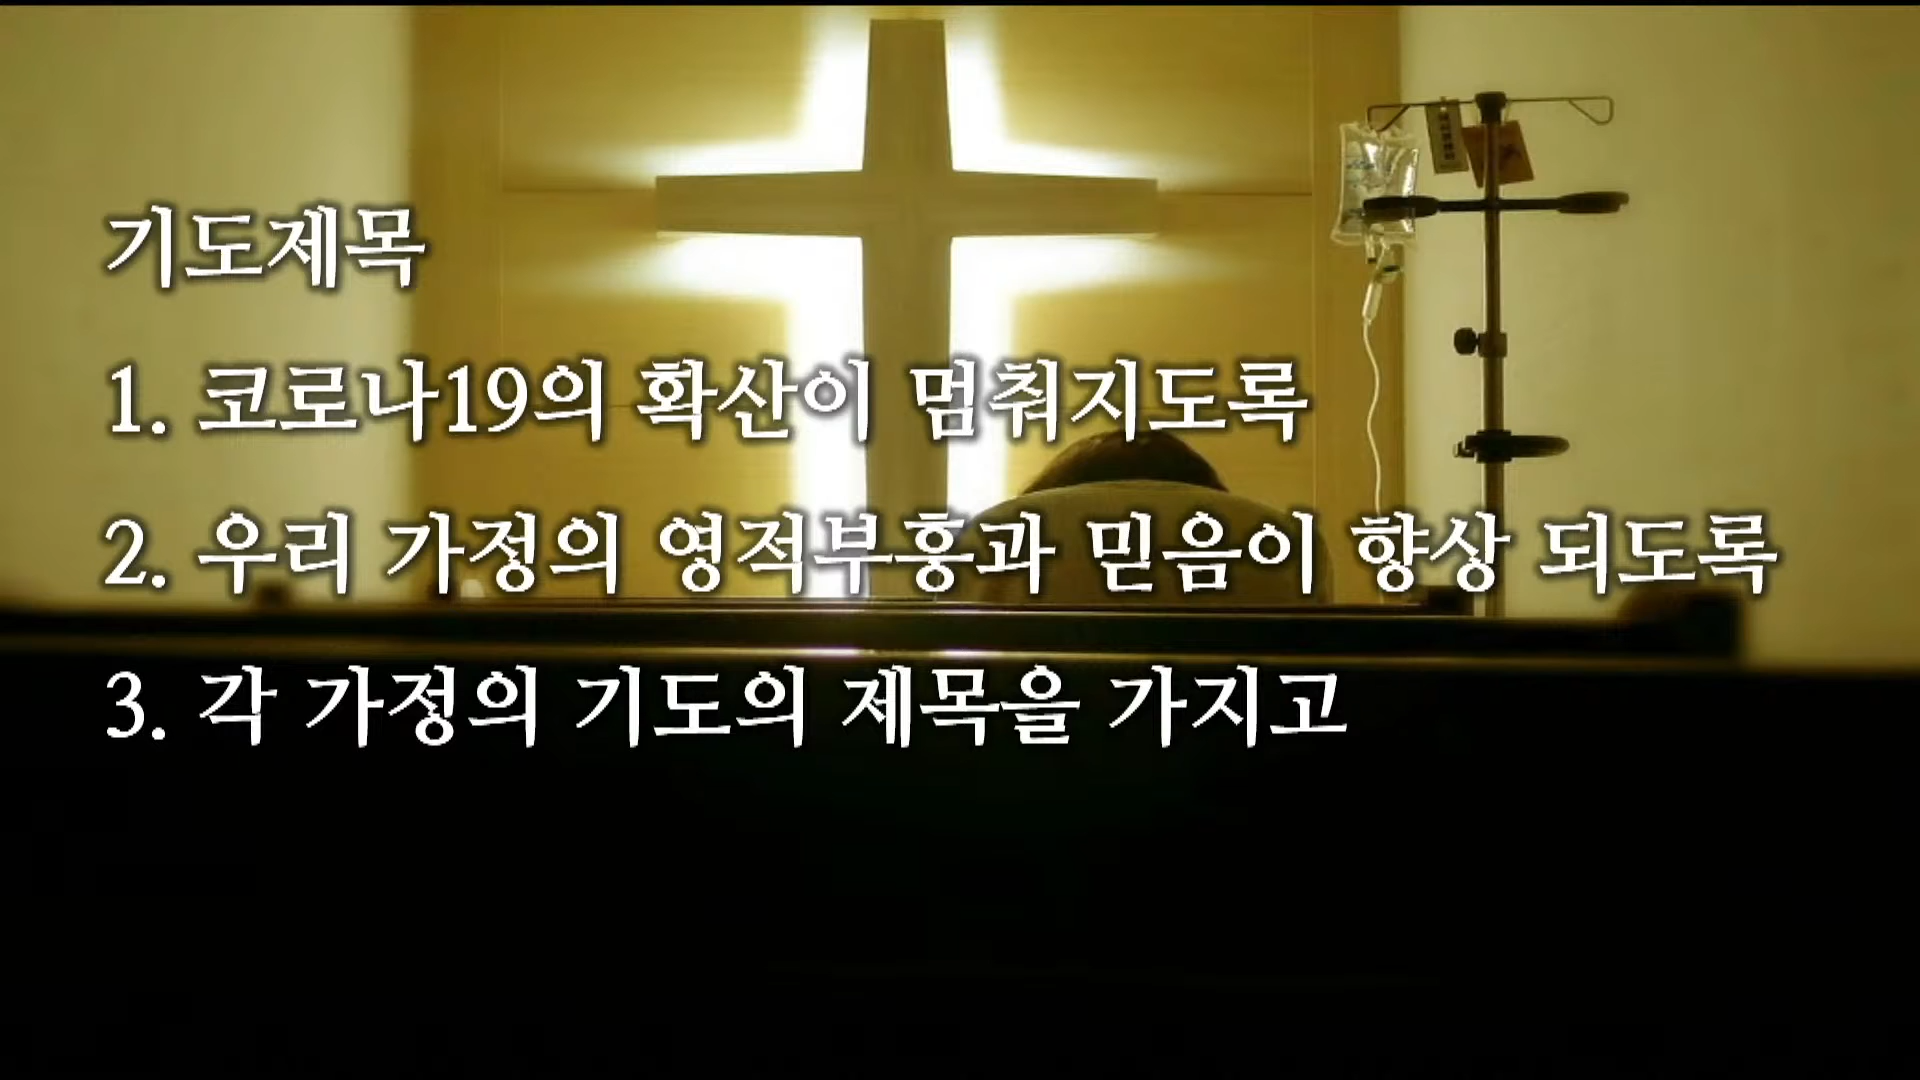 기도제목
1. 코로나19의 확산이 멈춰지도록
2. 우리 가정의 영적부흥과 믿음이 향상 되도록
3. 각 가정의 기도의 제목을 가지고